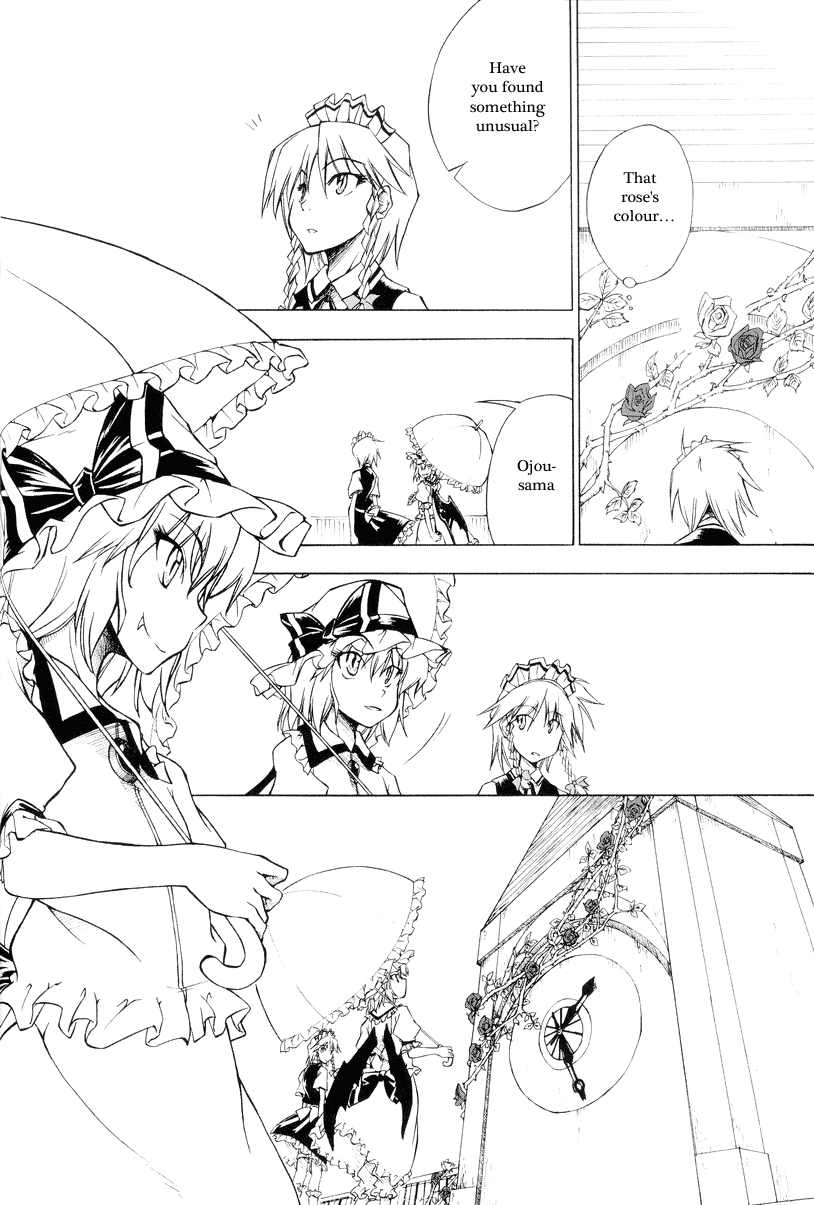 That
rose's
colour…
Have
you found
something
unusual?
Ojou-
sama